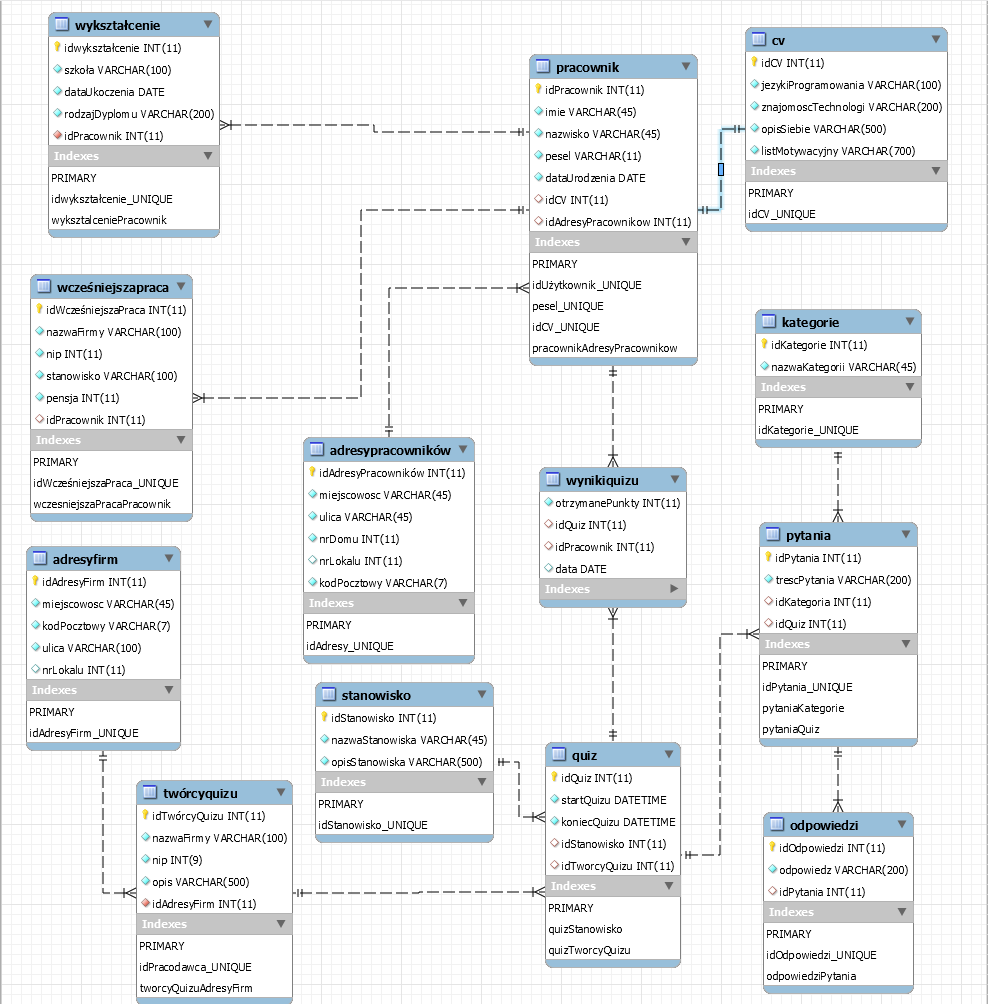 wykształcenie
idwykształcenie INT(11)
szkoła VARCHAR(100)
dataUkoczenia DATE
rodzajDyplomu VARCHAR(200)
idPracownik INT(11)
Indexes
PRIMARY
idwykształcenie_UNIQUE
wyksztalceniePracownik
pracownik
idPracownik INT(11)
imie VARCHAR(45)
nazwisko VARCHAR(45)
pesel VARCHAR(11)
dataUrodzenia DATE
idCV INT(11)
idAdresyPracownikow INT(11)
Indexes
PRIMARY
idUżytkownik_UNIQUE
pesel_UNIQUE
idCV_UNIQUE
pracownikAdresyPracownikow
cv
idCV INT(11)
jezykiProgramowania VARCHAR(100)
znajomoscTechnologi VARCHAR(200)
opisSiebie VARCHAR(500)
listMotywacyjny VARCHAR(700)
Indexes
PRIMARY
idCV_UNIQUE
wcześniejszapraca
idWcześniejszaPraca INT(11)
nazwaFirmy VARCHAR(100)
nip INT(11)
stanowisko VARCHAR(100)
pensja INT(11)
idPracownik INT(11)
Indexes
PRIMARY
idWcześniejszaPraca_UNIQUE
wczesniejszaPracaPracownik
kategorie
idKategorie INT(11)
nazwaKategorii VARCHAR(45)
Indexes
PRIMARY
idKategorie_UNIQUE
adresypracowników
idAdresyPracowników INT(11)
miejscowosc VARCHAR(45)
ulica VARCHAR(45)
nrDomu INT(11)
nrLokalu INT(11)
kodPocztowy VARCHAR(7)
Indexes
PRIMARY
idAdresy_UNIQUE
wynikiquizu
otrzymanePunkty INT(11)
idQuiz INT(11)
idPracownik INT(11)
data DATE
Indexes
pytania
idPytania INT(11)
trescPytania VARCHAR(200)
idKategoria INT(11)
idQuiz INT(11)
Indexes
PRIMARY
idPytania_UNIQUE
pytaniaKategorie
pytaniaQuiz
adresyfirm
idAdresyFirm INT(11)
miejscowosc VARCHAR(45)
kodPocztowy VARCHAR(7)
ulica VARCHAR(100)
nrLokalu INT(11)
Indexes
PRIMARY
idAdresyFirm_UNIQUE
stanowisko
idStanowisko INT(11)
nazwaStanowiska VARCHAR(45)
opisStanowiska VARCHAR(500)
Indexes
PRIMARY
idStanowisko_UNIQUE
quiz
idQuiz INT(11)
startQuizu DATETIME
koniecQuizu DATETIME
idStanowisko INT(11)
idTworcyQuizu INT(11)
Indexes
PRIMARY
quizStanowisko
quizTworcyQuizu
twórcyquizu
idTwórcyQuizu INT(11)
nazwaFirmy VARCHAR(100)
nip INT(9)
opis VARCHAR(500)
idAdresyFirm INT(11)
Indexes
PRIMARY
idPracodawca_UNIQUE
tworcyQuizuAdresyFirm
odpowiedzi
idOdpowiedzi INT(11)
odpowiedz VARCHAR(200)
idPytania INT(11)
Indexes
PRIMARY
idOdpowiedzi_UNIQUE
odpowiedziPytania